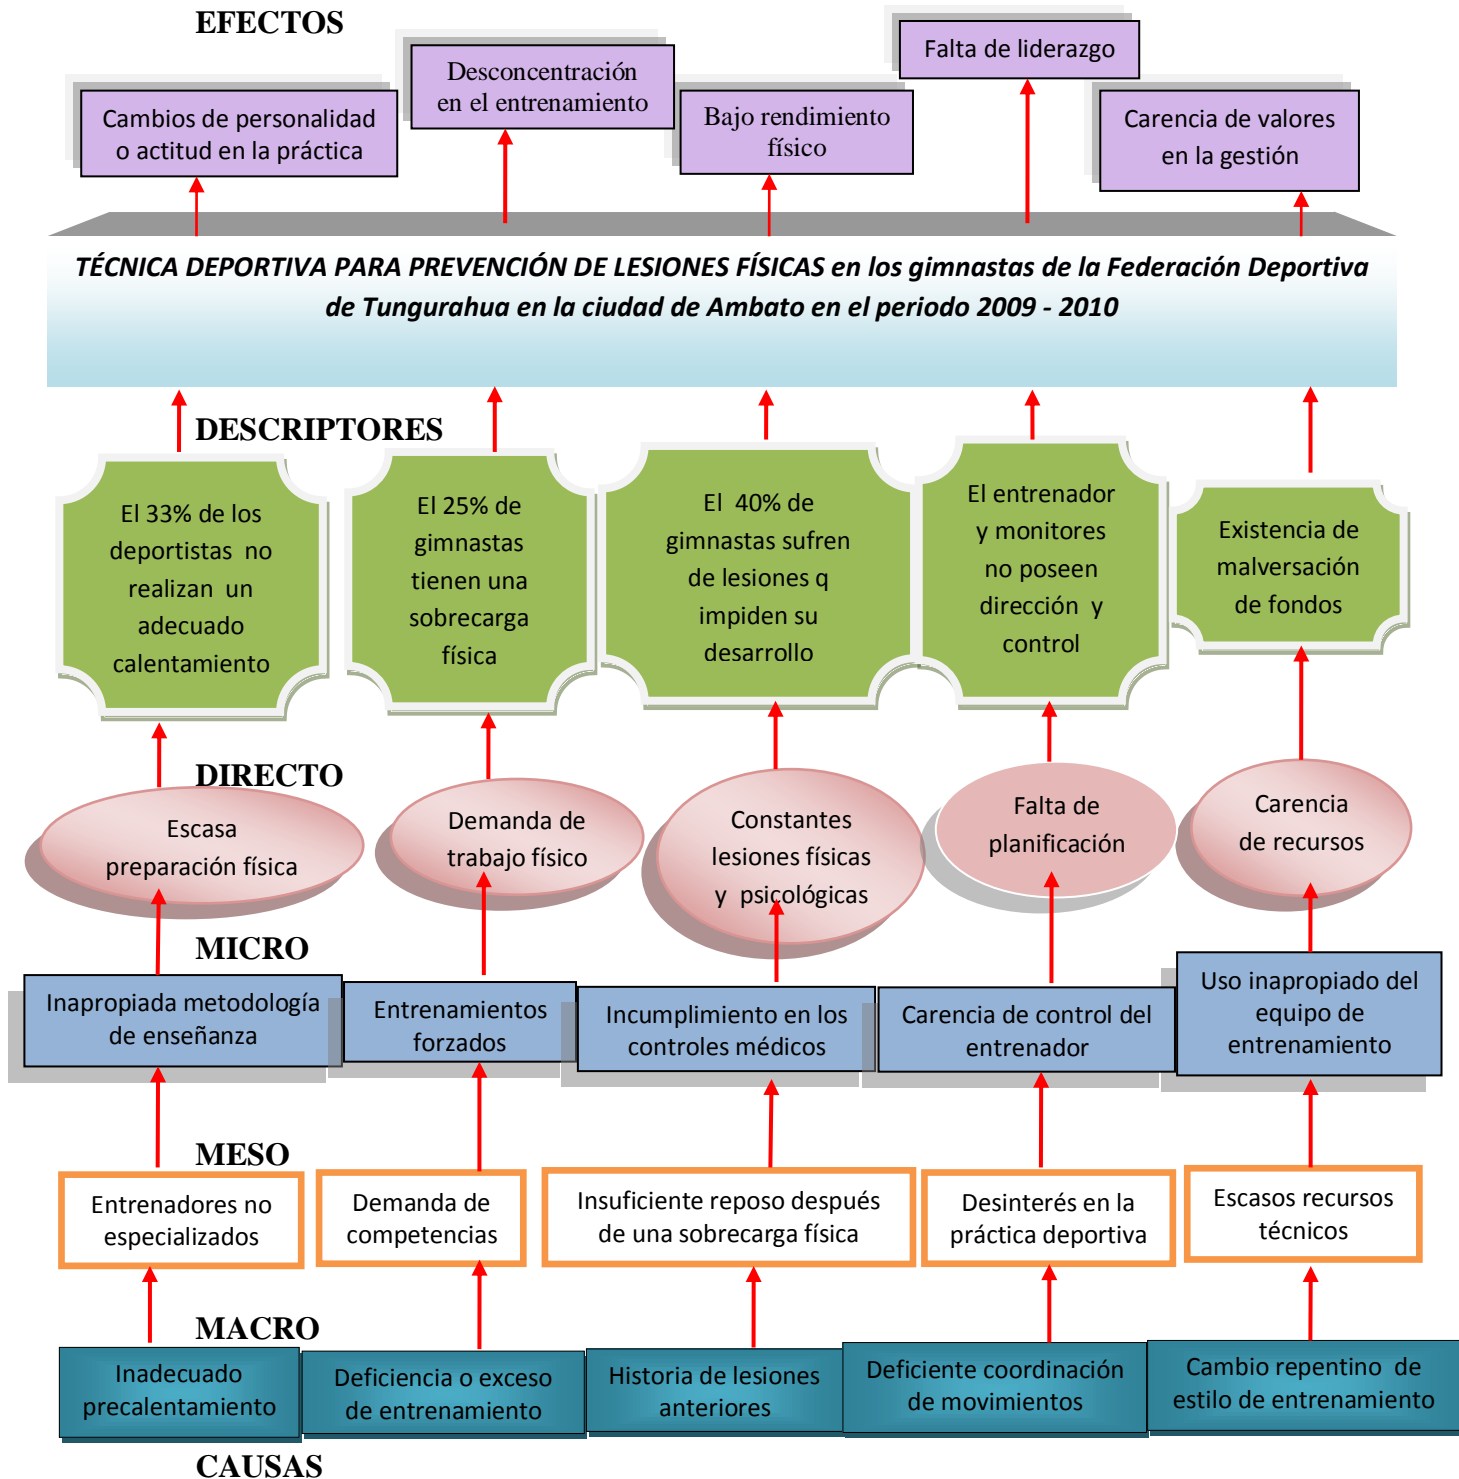 EFECTOS
Cambios de personalidad
o actitud en la práctica
Desconcentración
en el entrenamiento
Bajo rendimiento
físico
Falta de liderazgo
Carencia de valores
en la gestión
TÉCNICA DEPORTIVA PARA PREVENCIÓN DE LESIONES FÍSICAS en los gimnastas de la Federación Deportiva
de Tungurahua en la ciudad de Ambato en el periodo 2009 - 2010
DESCRIPTORES
El 33% de los
deportistas no
realizan un
adecuado
calentamiento
El 25% de
gimnastas
tienen una
sobrecarga
física
El 40% de
gimnastas sufren
de lesiones q
impiden su
desarrollo
El entrenador
y monitores
no poseen
dirección y
control
Existencia de
malversación
de fondos
DIRECTO
Escasa
preparación física
Demanda de
trabajo físico
Constantes
lesiones físicas
y psicológicas
Falta de
planificación
Carencia
de recursos
MICRO
Inapropiada metodología
de enseñanza
Entrenamientos
forzados
Incumplimiento en los
controles médicos
Carencia de control del
entrenador
Uso inapropiado del
equipo de
entrenamiento
MESO
Entrenadores no
especializados
Demanda de
competencias
Insuficiente reposo después
de una sobrecarga física
Desinterés en la
práctica deportiva
Escasos recursos
técnicos
MACRO
Inadecuado
precalentamiento
Deficiencia o exceso
de entrenamiento
Historia de lesiones
anteriores
Deficiente coordinación
de movimientos
Cambio repentino de
estilo de entrenamiento
CAUSAS